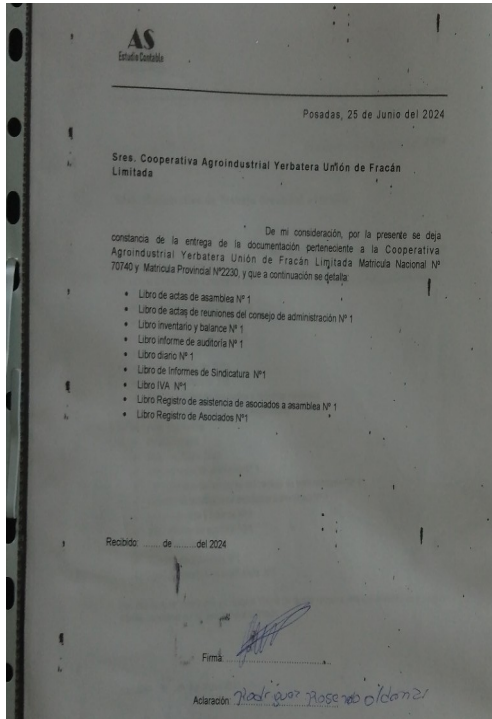 AS
Estudio Contable
Posadas, 25 de Junio del 2024
Sres. Cooperativa Agroindustrial Yerbatera Unión de Fracán
Limitada
De mi consideración, por la presente se deja
constancia de la entrega de la documentación perteneciente a la Cooperativa
Agroindustrial Yerbatera Unión de Fracán Limitada Matricula Nacional Nº
70740 y Matricula Provincial Nº2230, y que a continuación se detalla:
• Libro de actas de asamblea Nº 1
• Libro de actas de reuniones del consejo de administración Nº 1
• Libro inventario y balance Nº 1
• Libro informe de auditoría Nº 1
• Libro diario Nº 1
• Libro de Informes de Sindicatura Nº1
• Libro IVA Nº1
• Libro Registro de asistencia de asociados a asamblea Nº 1
• Libro Registro de Asociados Nº1
Recibido: ........ de ......... del 2024
Firma:
Aclaración: Rodriguez